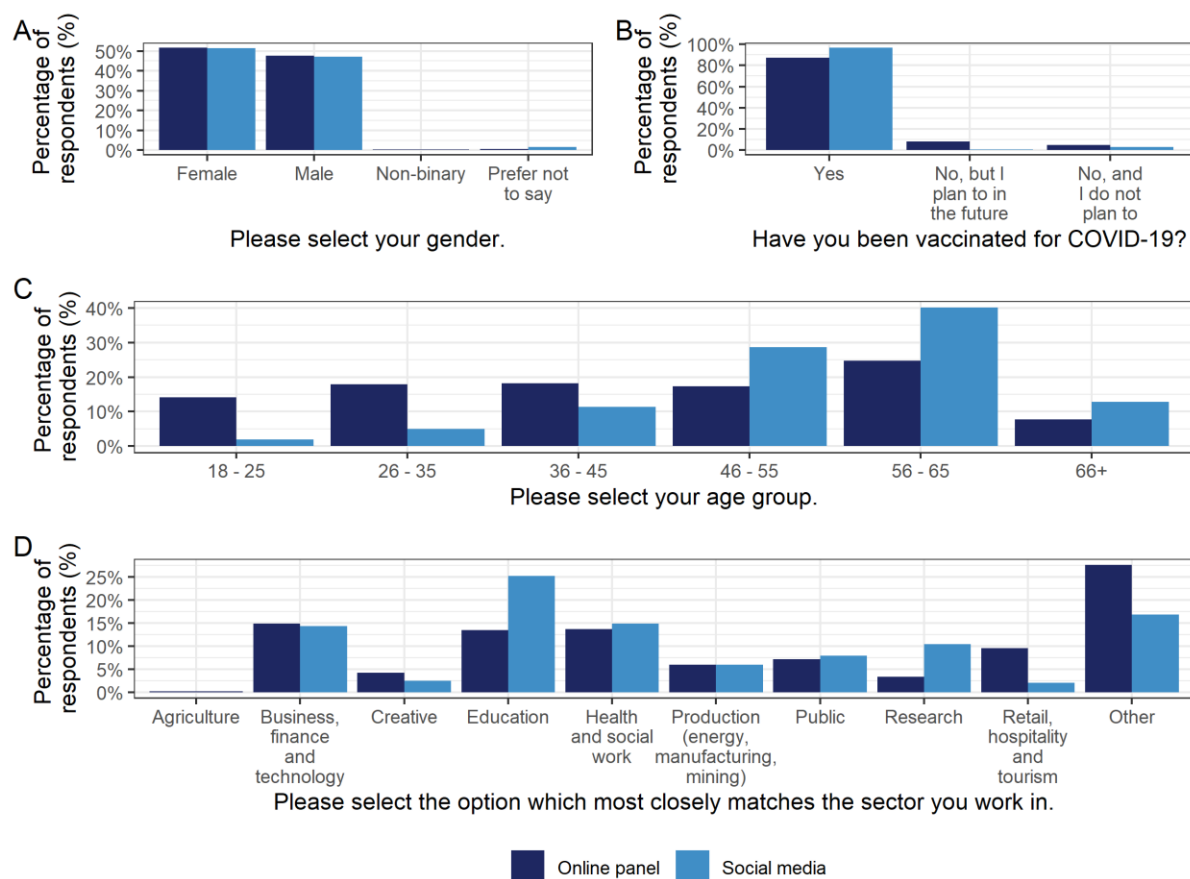 A
Percentage of
respondents (%)
50%
40%
30%
20%
10%
0%
Female
Male
Non-binary
Prefer not
to say
Please select your gender.
B
Percentage of
respondents (%)
100%
80%
60%
40%
20%
0%
Yes
No, but I
plan to in
the future
No, and
I do not
plan to
Have you been vaccinated for COVID-19?
C
Percentage of
respondents (%)
40%
30%
20%
10%
0%
18 - 25
26 - 35
36 - 45
46 - 55
56 - 65
66+
Please select your age group.
D
Percentage of
respondents (%)
25%
20%
15%
10%
5%
0%
Agriculture
Business,
finance
and
technology
Creative
Education
Health
and social
work
Production
(energy,
manufacturing,
mining)
Public
Research
Retail,
hospitality
and
tourism
Other
Please select the option which most closely matches the sector you work in.
Online panel
Social media